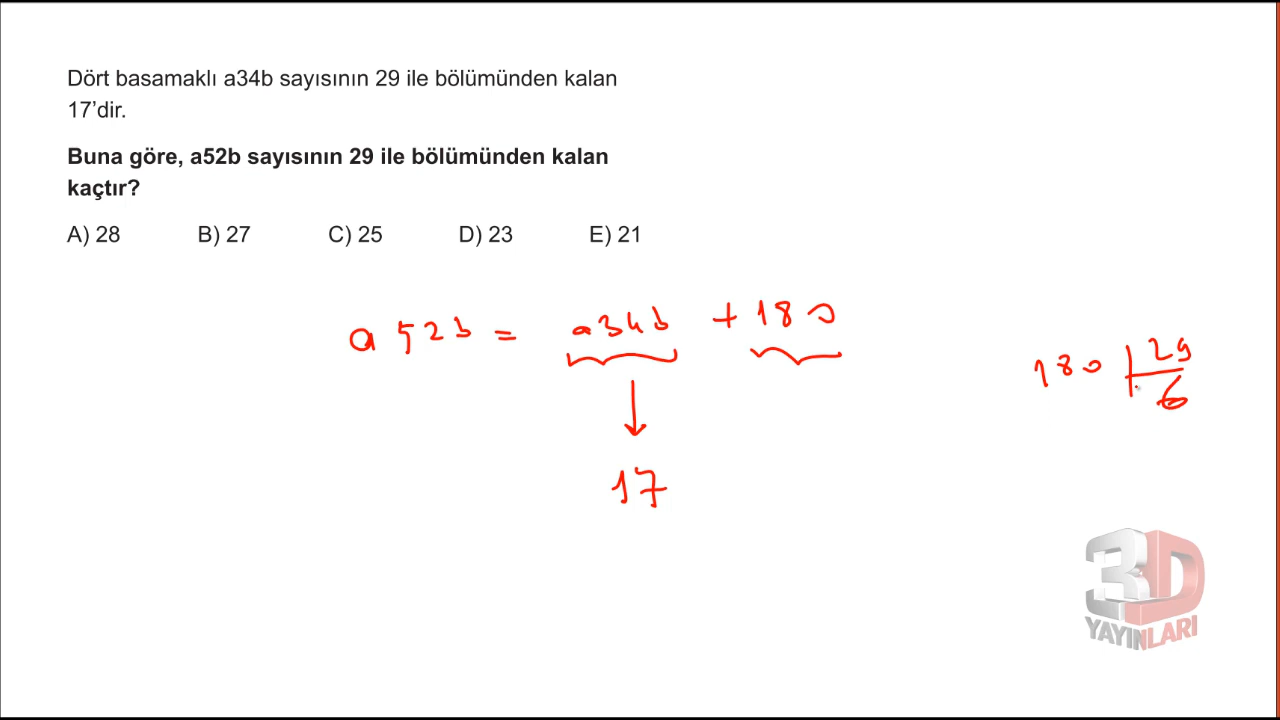 Dört basamaklı a34b sayısının 29 ile bölümünden kalan
17’dir.
Buna göre, a52b sayısının 29 ile bölümünden kalan
kaçtır?
A) 28 B) 27 C) 25 D) 23 E) 21
a52b = a34b + 180
180 29
6
17
3D
YAYINLARI